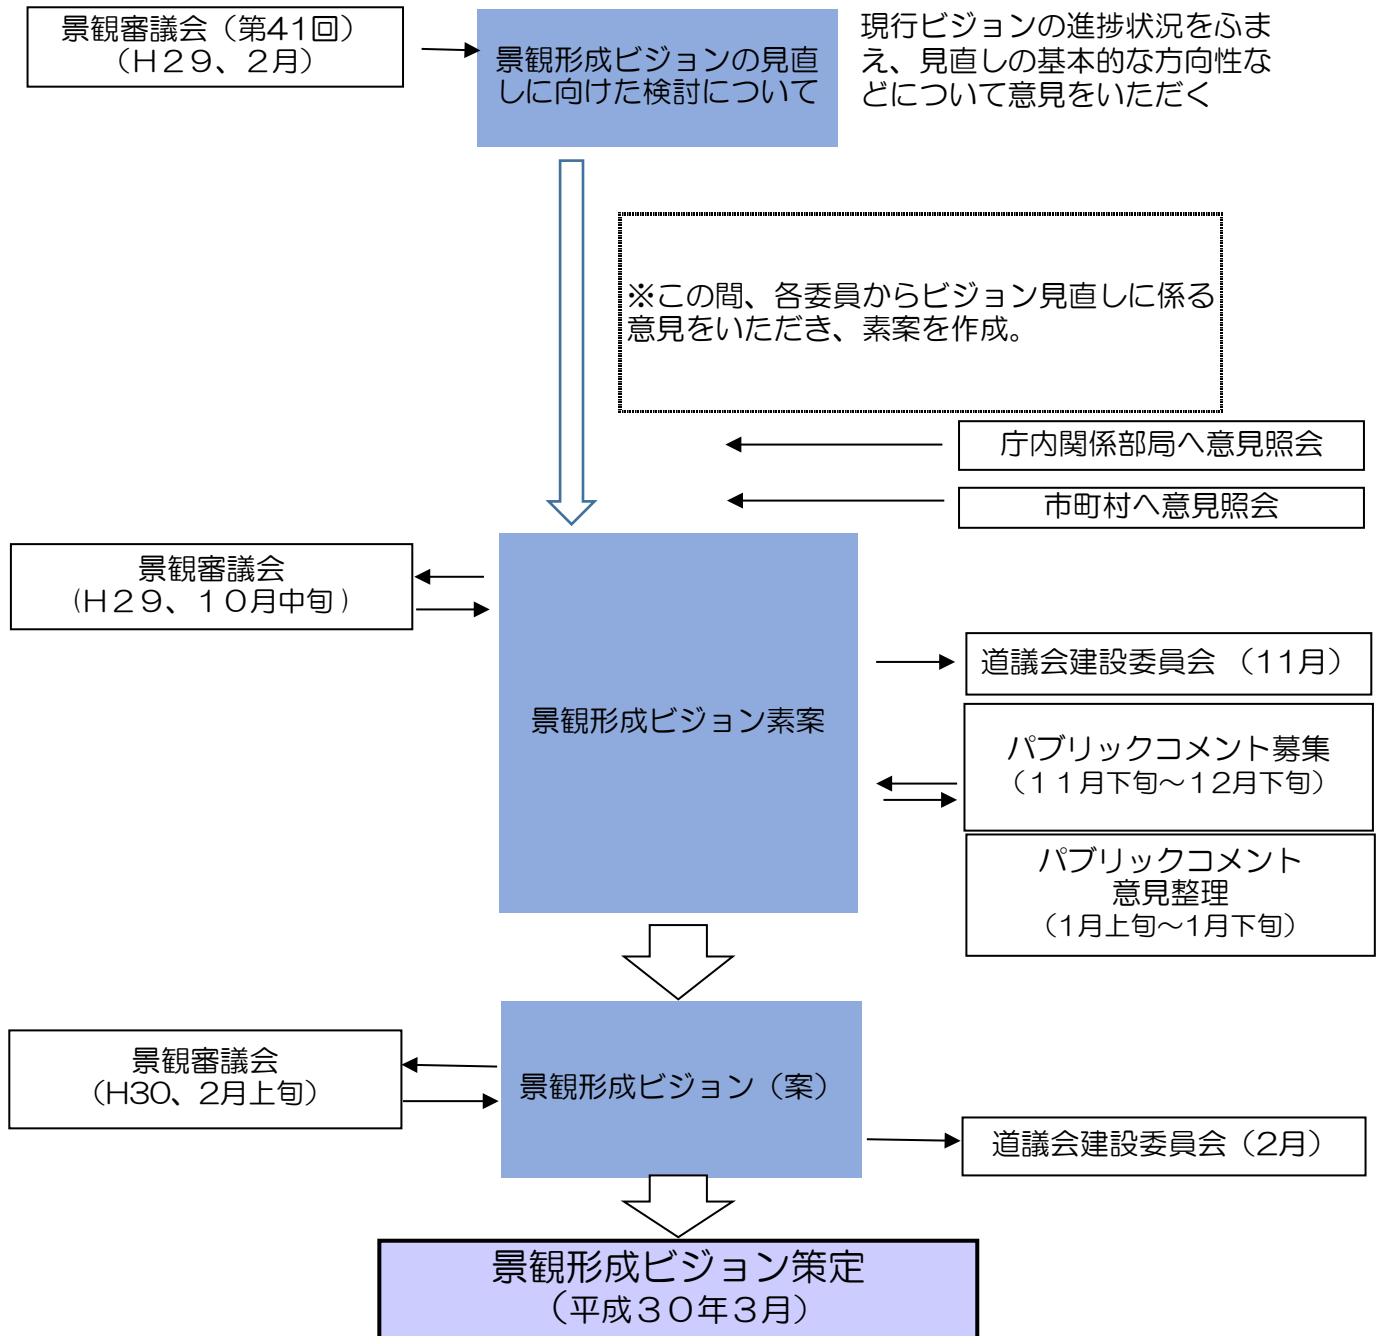 景観審議会（第41回）
（H２９、２月）
景観形成ビジョンの見直
しに向けた検討について
現行ビジョンの進捗状況をふま
え、見直しの基本的な方向性な
どについて意見をいただく
※この間、各委員からビジョン見直しに係る
意見をいただき、素案を作成。
庁内関係部局へ意見照会
市町村へ意見照会
景観審議会
(H２９、１０月中旬)
景観形成ビジョン素案
道議会建設委員会 （11月）
パブリックコメント募集
（１１月下旬～１２月下旬）
パブリックコメント
意見整理
（1月上旬～1月下旬）
景観審議会
（H30、2月上旬）
景観形成ビジョン（案）
道議会建設委員会（2月）
景観形成ビジョン策定
（平成３０年３月）